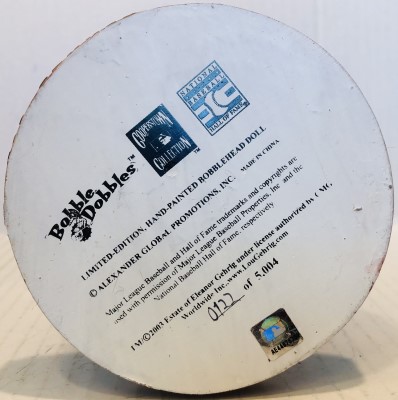 COOPERSTOWN
COLLECTION™
NATIONAL
BASEBALL
HALL OF FAME
Bobble
Dobbles™
LIMITED-EDITION, HAND-PAINTED BOBBLEHEAD DOLL
© ALEXANDER GLOBAL PROMOTIONS, INC. MADE IN CHINA
Major League Baseball and Hall of Fame trademarks and copyrights are
used with permission of Major League Baseball Properties, Inc. and the
National Baseball Hall of Fame, respectively
TM©2003 Estate of Eleanor Gehrig under license authorized by CMG
Worldwide Inc. www.LouGehrig.com.
0122 of 5,004